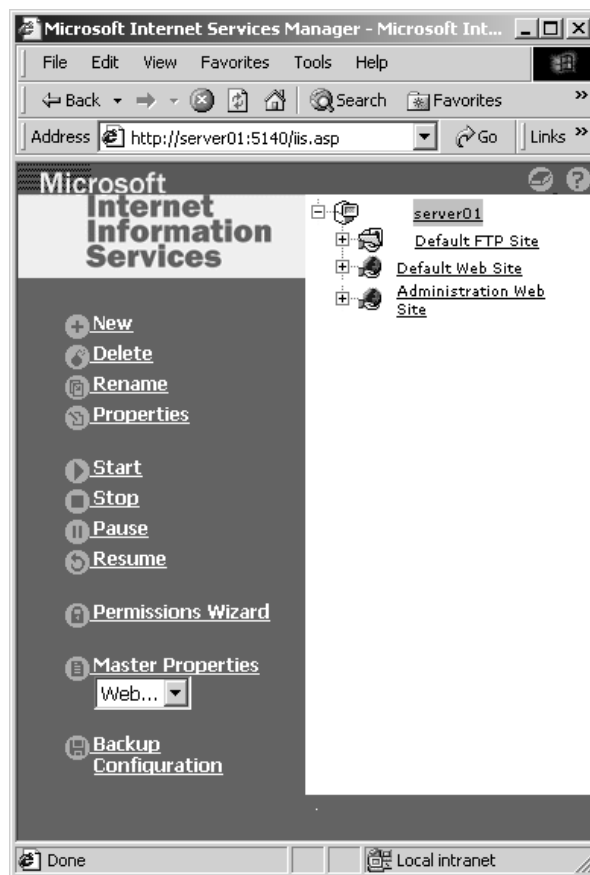 Microsoft Internet Services Manager - Microsoft Int...
File Edit View Favorites Tools Help
Back Search Favorites »
Address http://server01:5140/iis.asp Go Links »
Microsoft
Internet
Information
Services
New
Delete
Rename
Properties
Start
Stop
Pause
Resume
Permissions Wizard
Master Properties
Web...
Backup
Configuration
server01
Default FTP Site
Default Web Site
Administration Web
Site
Done Local intranet